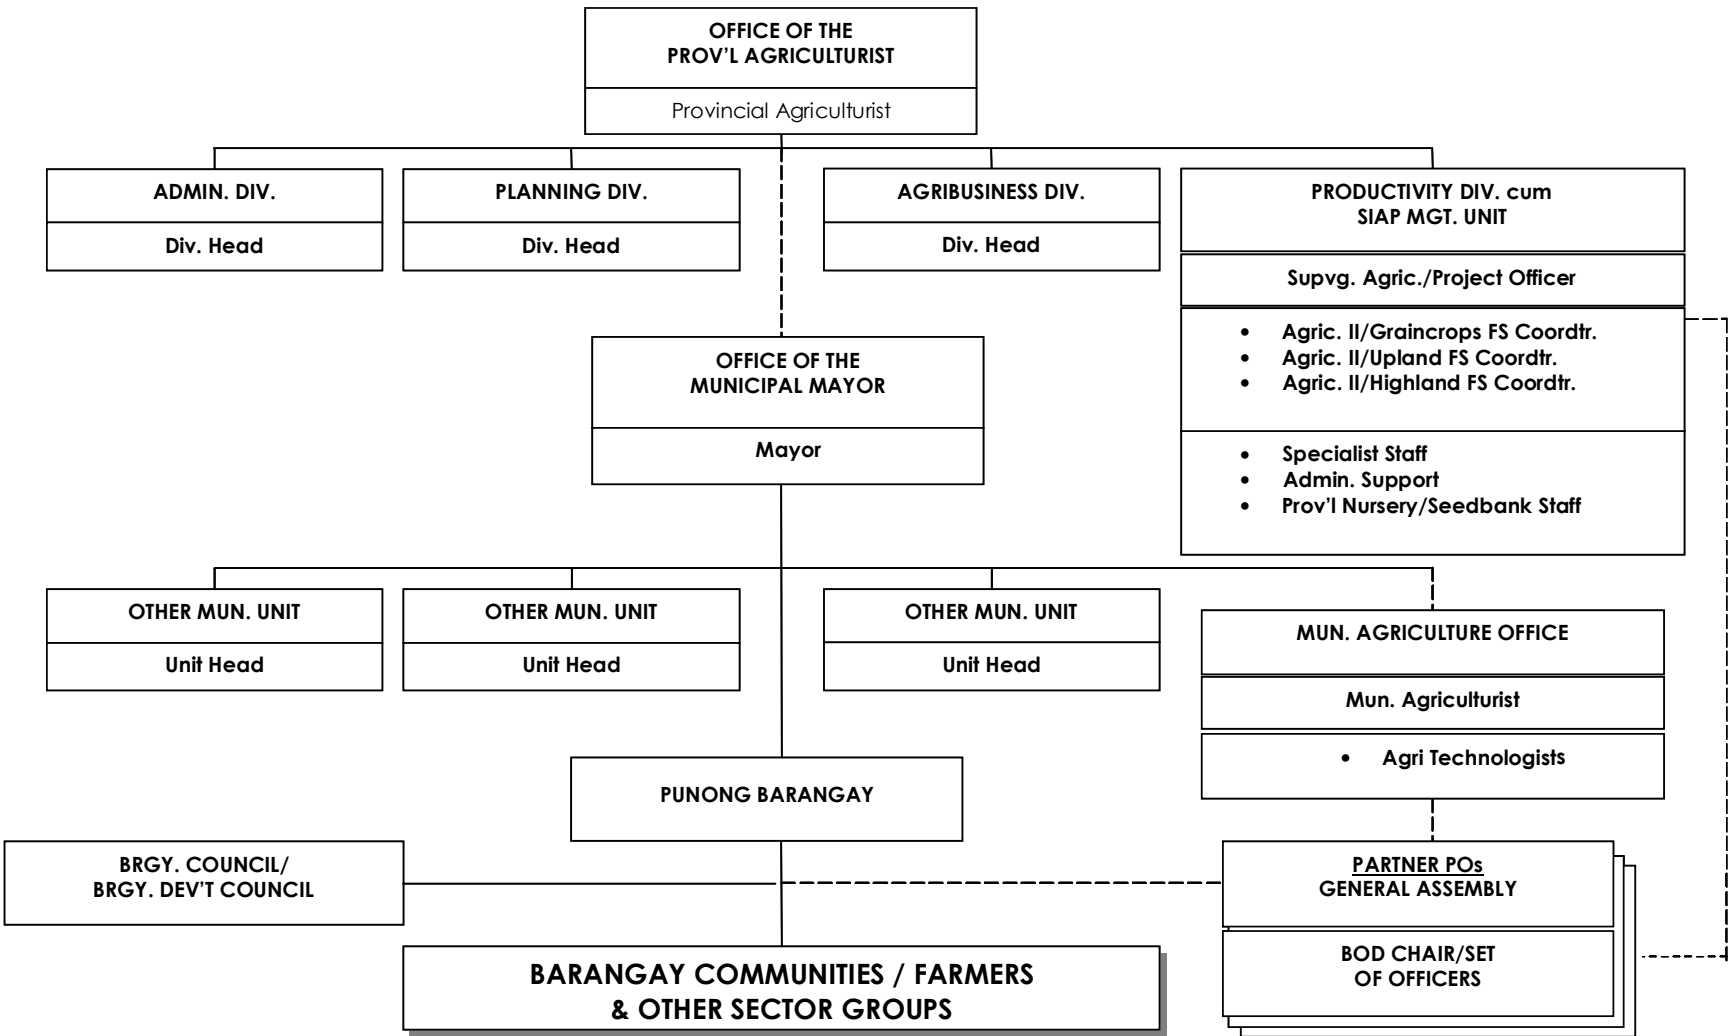 OFFICE OF THE
PROV'L AGRICULTURIST
Provincial Agriculturist
ADMIN. DIV.
Div. Head
PLANNING DIV.
Div. Head
AGRIBUSINESS DIV.
Div. Head
PRODUCTIVITY DIV. cum
SIAP MGT. UNIT
Supvg. Agric./Project Officer
• Agric. II/Graincrops FS Coordtr.
• Agric. II/Upland FS Coordtr.
• Agric. II/Highland FS Coordtr.
• Specialist Staff
• Admin. Support
• Prov'l Nursery/Seedbank Staff
OFFICE OF THE
MUNICIPAL MAYOR
Mayor
OTHER MUN. UNIT
Unit Head
OTHER MUN. UNIT
Unit Head
OTHER MUN. UNIT
Unit Head
MUN. AGRICULTURE OFFICE
Mun. Agriculturist
• Agri Technologists
PUNONG BARANGAY
BRGY. COUNCIL/
BRGY. DEV'T COUNCIL
PARTNER POs
GENERAL ASSEMBLY
BOD CHAIR/SET
OF OFFICERS
BARANGAY COMMUNITIES / FARMERS
& OTHER SECTOR GROUPS